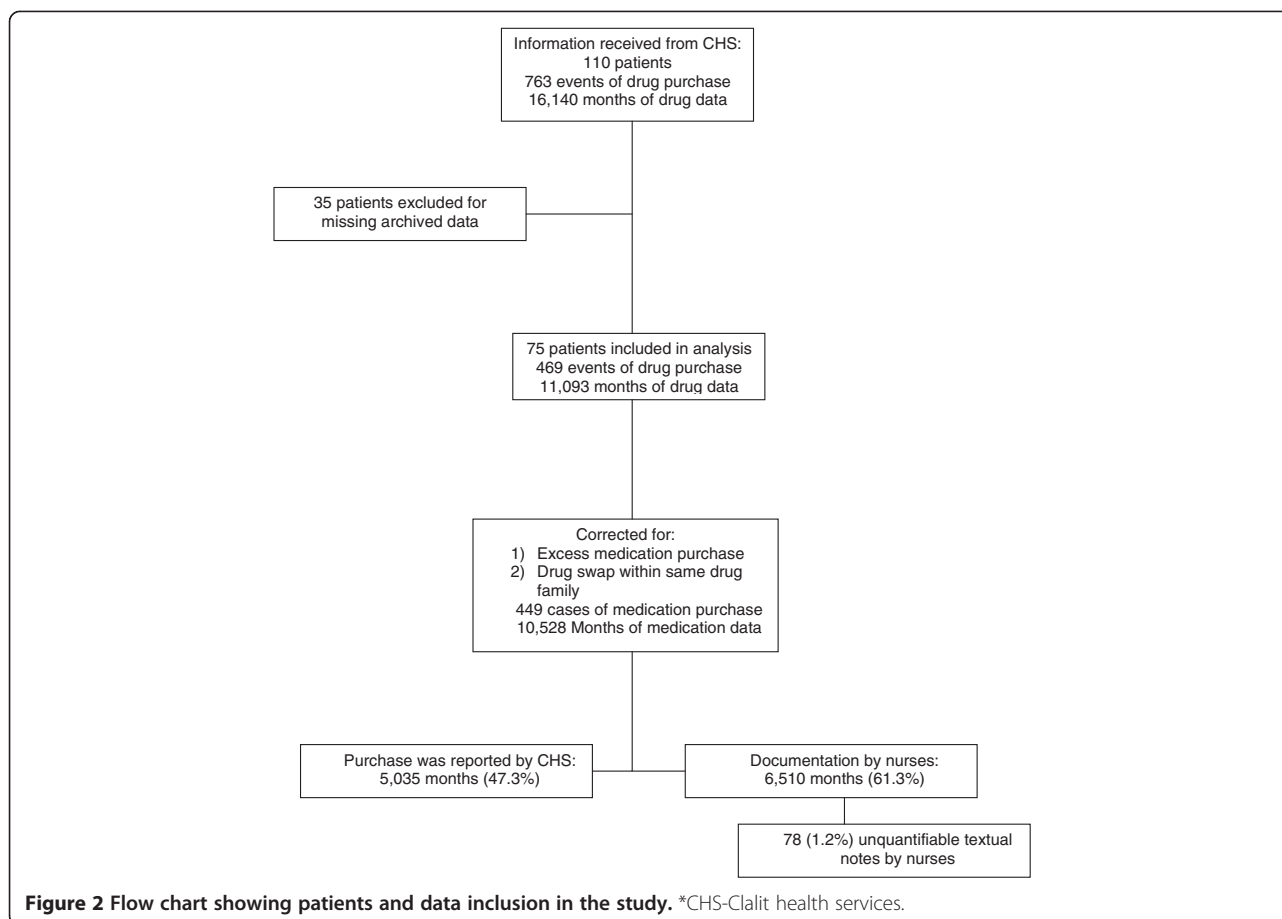 Information received from CHS:
110 patients
763 events of drug purchase
16,140 months of drug data
35 patients excluded for
missing archived data
75 patients included in analysis
469 events of drug purchase
11,093 months of drug data
Corrected for:
1) Excess medication purchase
2) Drug swap within same drug
family
449 cases of medication purchase
10,528 Months of medication data
Purchase was reported by CHS:
5,035 months (47.3%)
Documentation by nurses:
6,510 months (61.3%)
78 (1.2%) unquantifiable textual
notes by nurses
Figure 2 Flow chart showing patients and data inclusion in the study. *CHS-Clalit health services.